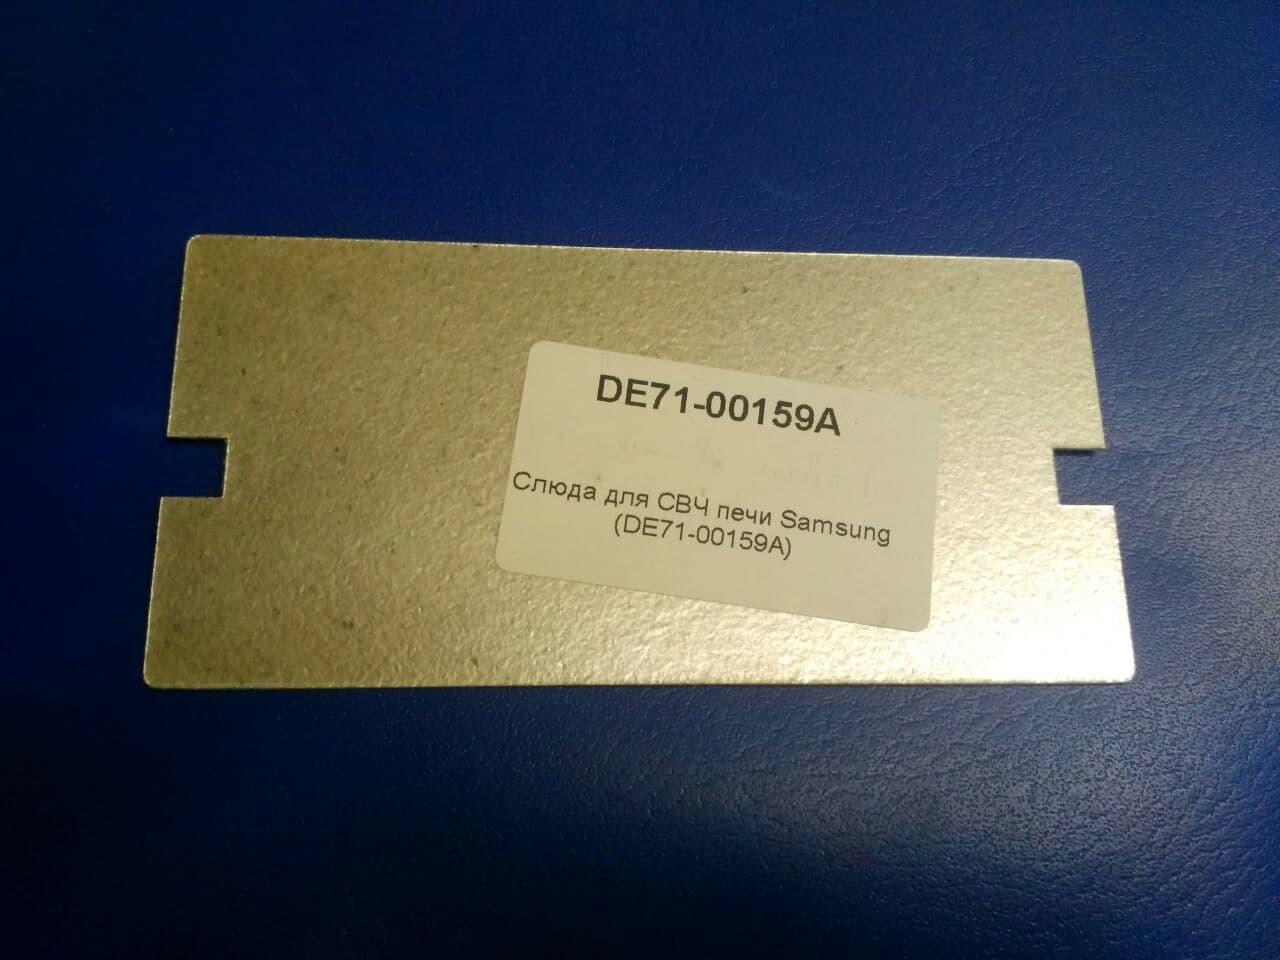 DE71-00159A
Слюда для СВЧ печи Samsung
(DE71-00159A)